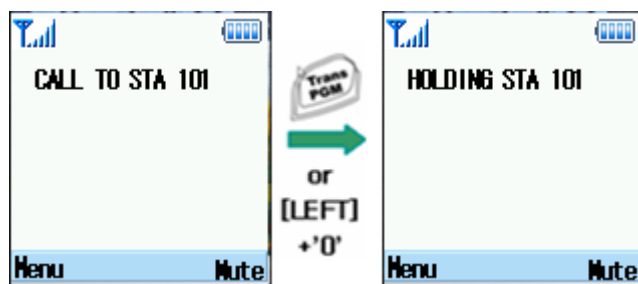 CALL TO STA 101
Menu Mute
Trans
PGM
or
[LEFT]
+'0'
HOLDING STA 101
Menu Mute